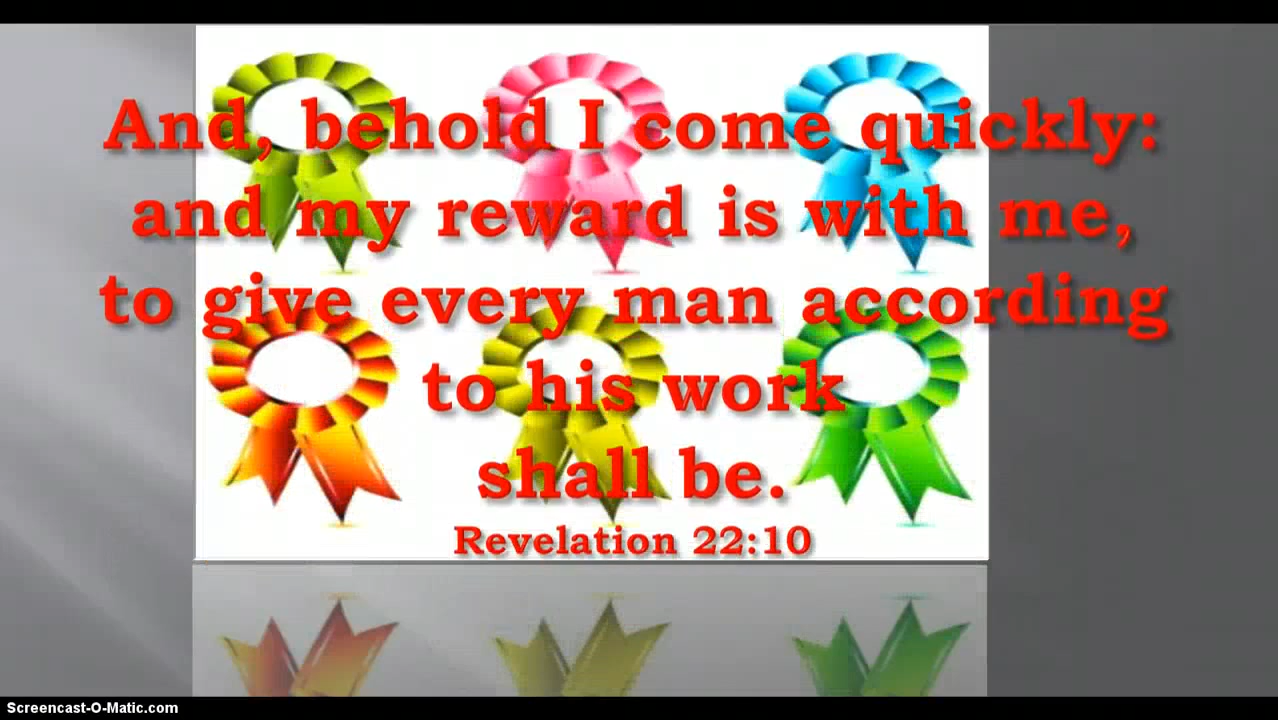 And, behold I come quickly:
and my reward is with me,
to give every man according
to his work
shall be.
Revelation 22:10
Screencast-O-Matic.com